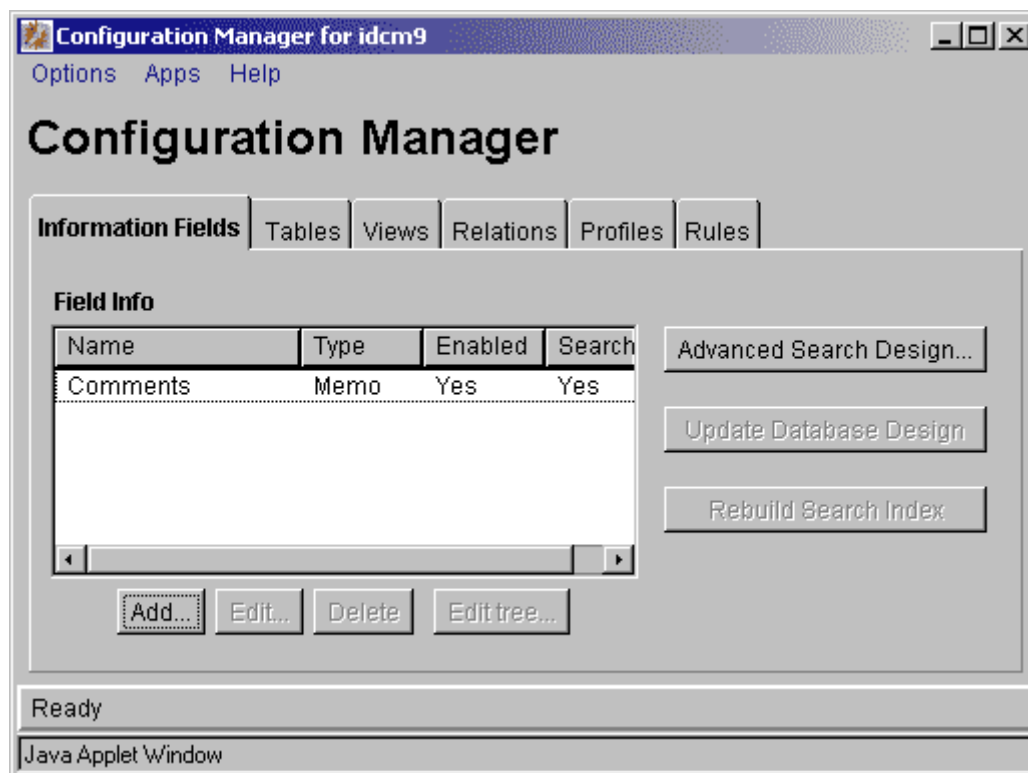 Configuration Manager for idcm9
Options Apps Help
Configuration Manager
Information Fields Tables Views Relations Profiles Rules
Field Info
Name Type Enabled Search
Comments Memo Yes Yes
Advanced Search Design...
Update Database Design
Rebuild Search Index
Add... Edit... Delete Edit tree...
Ready
Java Applet Window